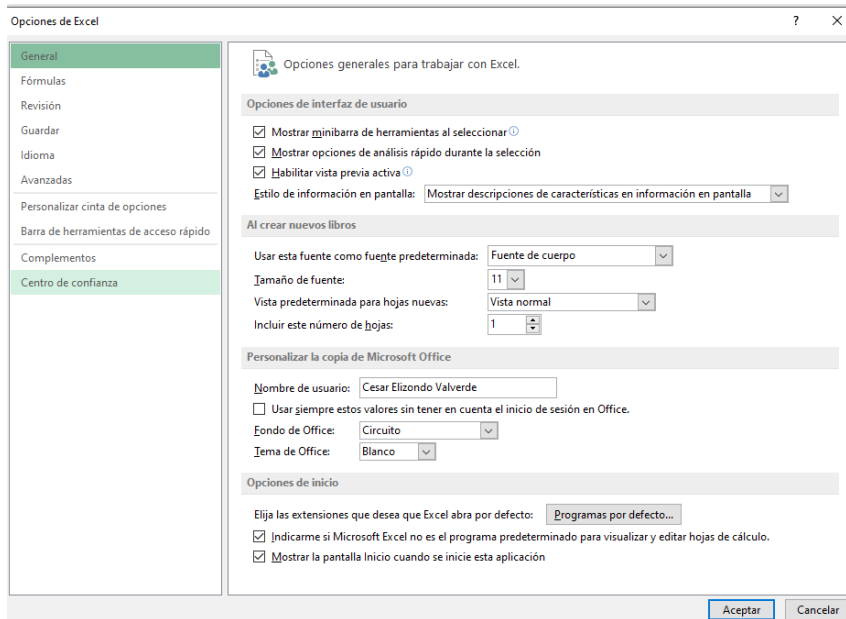 Opciones de Excel ? ×
General
Fórmulas
Revisión
Guardar
Idioma
Avanzadas
Personalizar cinta de opciones
Barra de herramientas de acceso rápido
Complementos
Centro de confianza
Opciones generales para trabajar con Excel.
Opciones de interfaz de usuario
Mostrar minibarra de herramientas al seleccionar
Mostrar opciones de análisis rápido durante la selección
Habilitar vista previa activa
Estilo de información en pantalla: Mostrar descripciones de características en información en pantalla
Al crear nuevos libros
Usar esta fuente como fuente predeterminada: Fuente de cuerpo
Tamaño de fuente: 11
Vista predeterminada para hojas nuevas: Vista normal
Incluir este número de hojas: 1
Personalizar la copia de Microsoft Office
Nombre de usuario: Cesar Elizondo Valverde
Usar siempre estos valores sin tener en cuenta el inicio de sesión en Office.
Fondo de Office: Circuito
Tema de Office: Blanco
Opciones de inicio
Elija las extensiones que desea que Excel abra por defecto: Programas por defecto...
Indicarme si Microsoft Excel no es el programa predeterminado para visualizar y editar hojas de cálculo.
Mostrar la pantalla Inicio cuando se inicie esta aplicación
Aceptar Cancelar